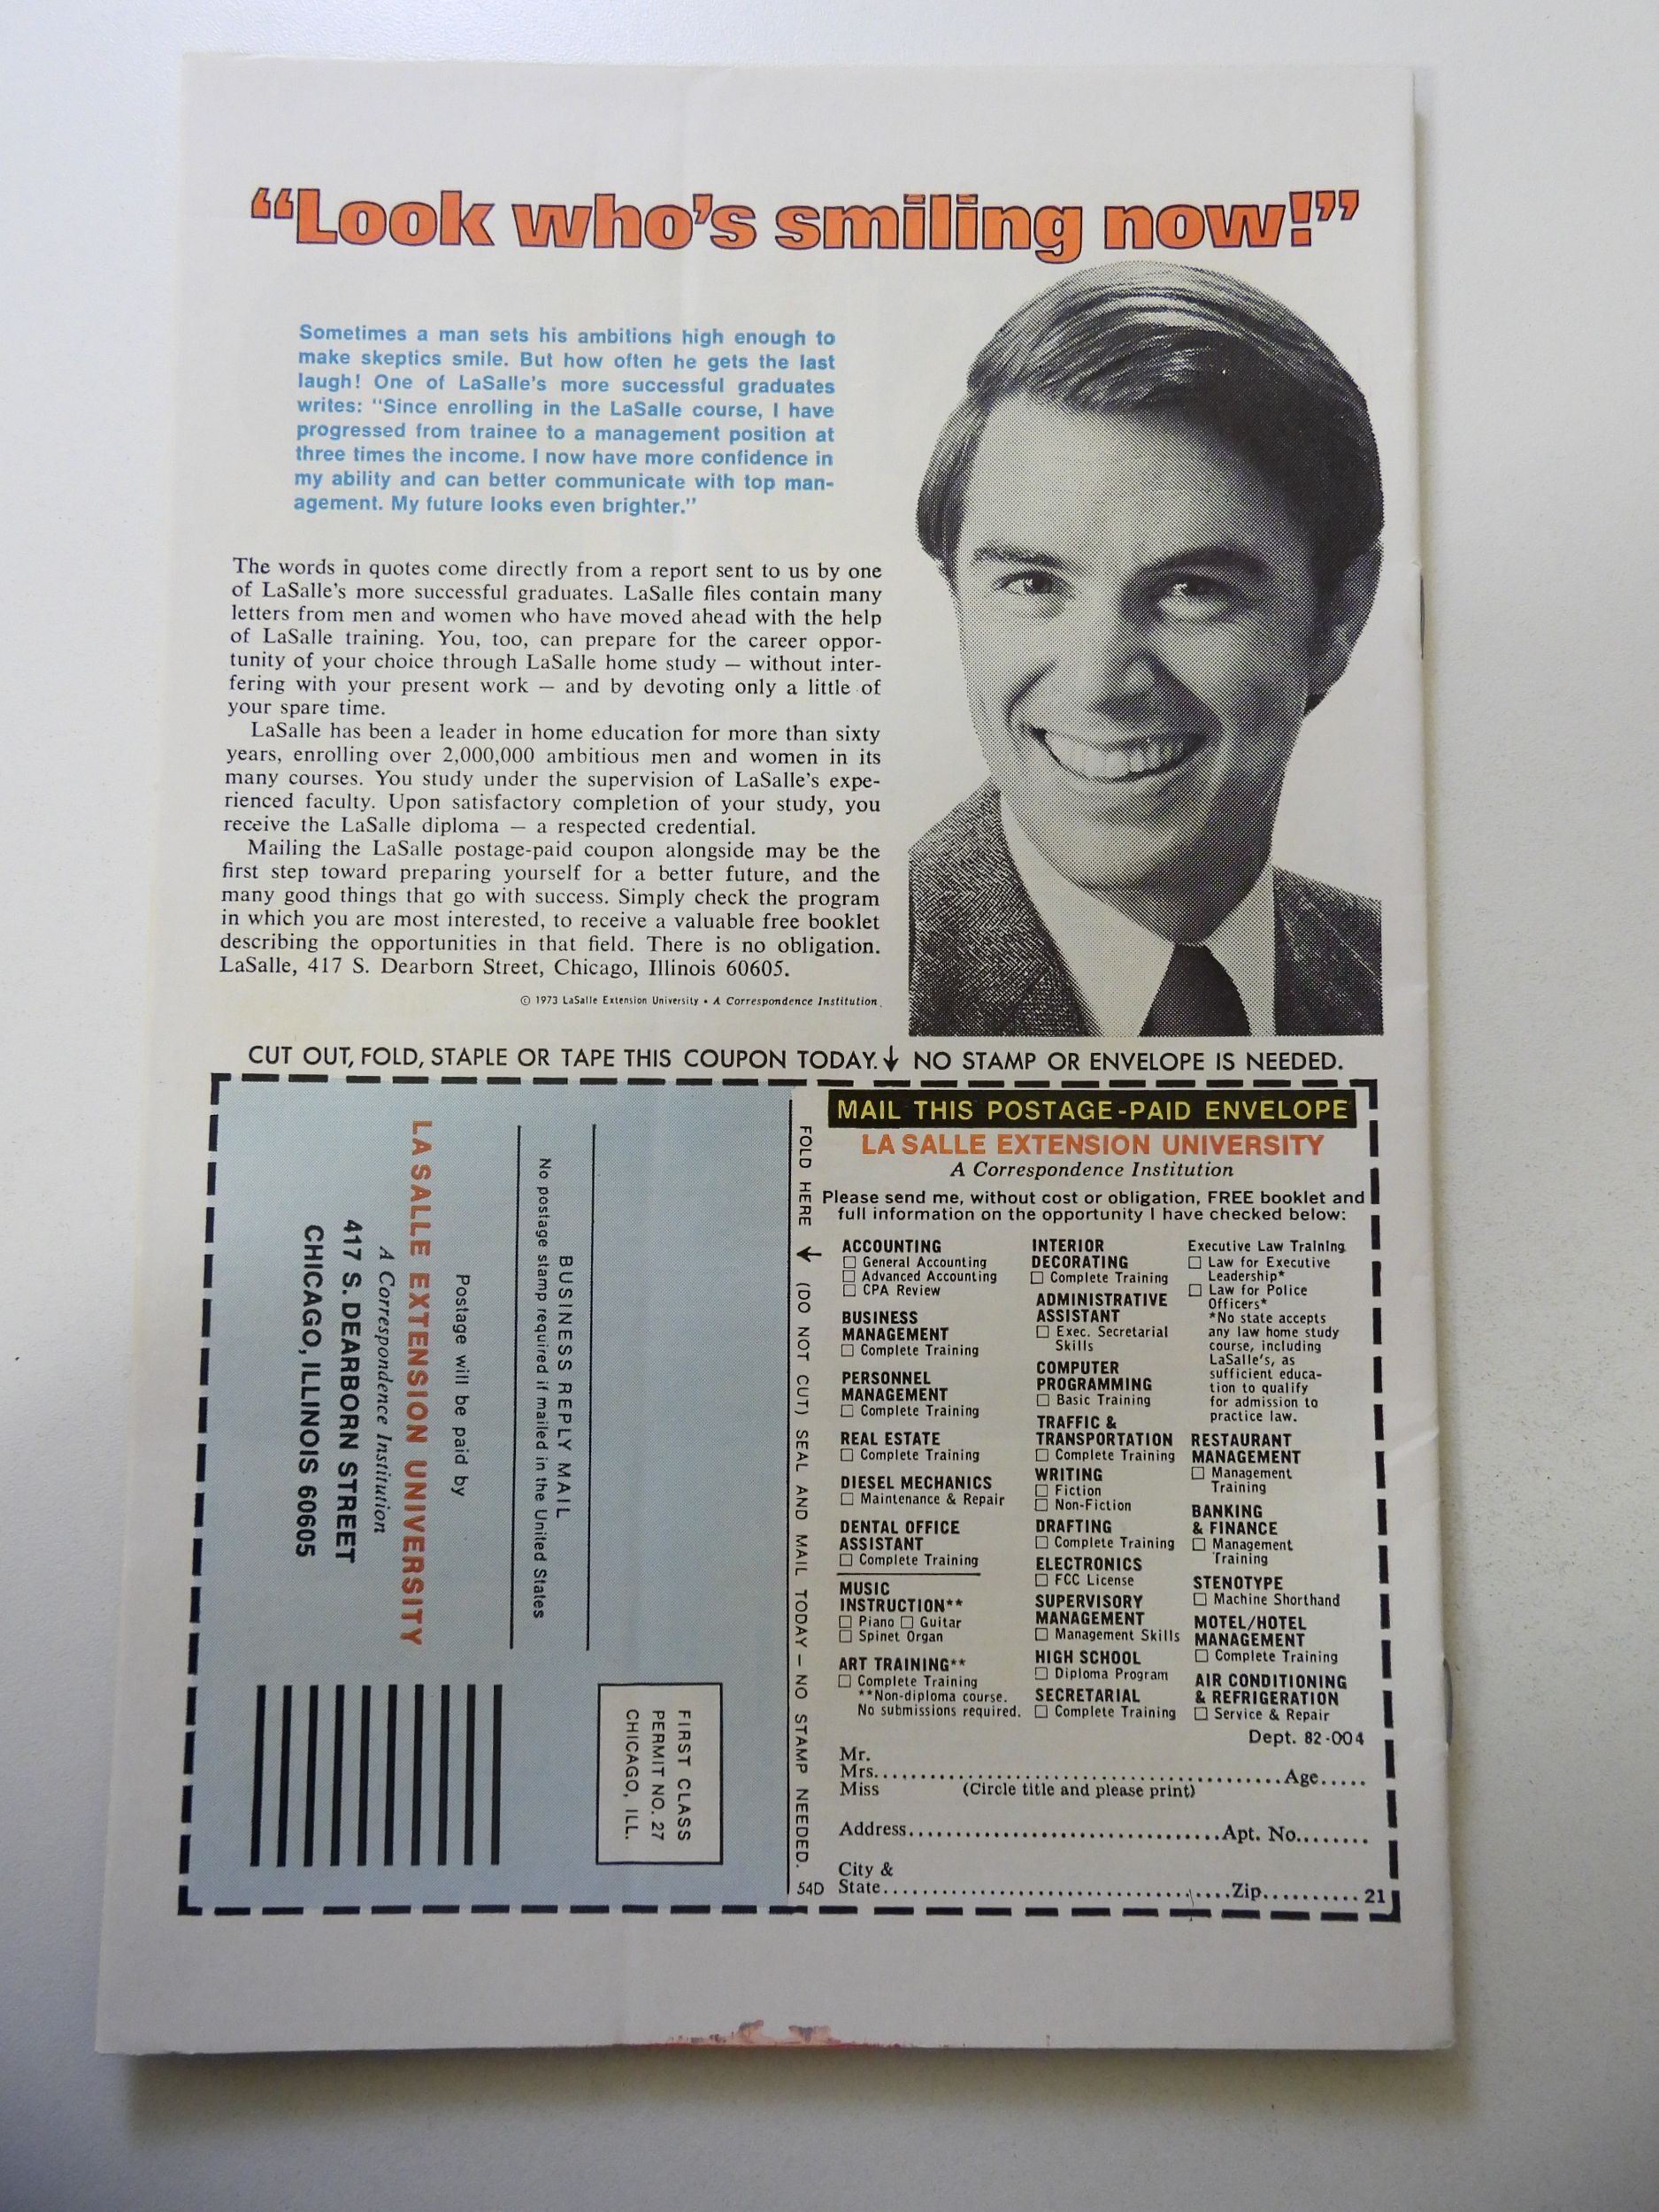 “Look who’s smiling now!”
Sometimes a man sets his ambitions high enough to
make skeptics smile. But how often he gets the last
laugh! One of LaSalle’s more successful graduates
writes: “Since enrolling in the LaSalle course, I have
progressed from trainee to a management position at
three times the income. I now have more confidence in
my ability and can better communicate with top man-
agement. My future looks even brighter.”
The words in quotes come directly from a report sent to us by one
of LaSalle’s more successful graduates. LaSalle files contain many
letters from men and women who have moved ahead with the help
of LaSalle training. You, too, can prepare for the career oppor-
tunity of your choice through LaSalle home study — without inter-
fering with your present work — and by devoting only a little of
your spare time.
LaSalle has been a leader in home education for more than sixty
years, enrolling over 2,000,000 ambitious men and women in its
many courses. You study under the supervision of LaSalle’s expe-
rienced faculty. Upon satisfactory completion of your study, you
receive the LaSalle diploma — a respected credential.
Mailing the LaSalle postage-paid coupon alongside may be the
first step toward preparing yourself for a better future, and the
many good things that go with success. Simply check the program
in which you are most interested, to receive a valuable free booklet
describing the opportunities in that field. There is no obligation.
LaSalle, 417 S. Dearborn Street, Chicago, Illinois 60605.
© 1973 LaSalle Extension University • A Correspondence Institution.
CUT OUT, FOLD, STAPLE OR TAPE THIS COUPON TODAY.↓ NO STAMP OR ENVELOPE IS NEEDED.
FIRST CLASS
PERMIT NO. 27
CHICAGO, ILL.
BUSINESS REPLY MAIL
No postage stamp required if mailed in the United States
Postage will be paid by
LA SALLE EXTENSION UNIVERSITY
A Correspondence Institution
417 S. DEARBORN STREET
CHICAGO, ILLINOIS 60605
FOLD HERE ↓ (DO NOT CUT) SEAL AND MAIL TODAY — NO STAMP NEEDED.
54D
MAIL THIS POSTAGE-PAID ENVELOPE
LA SALLE EXTENSION UNIVERSITY
A Correspondence Institution
Please send me, without cost or obligation, FREE booklet and
full information on the opportunity I have checked below:
ACCOUNTING
☐ General Accounting
☐ Advanced Accounting
☐ CPA Review
BUSINESS
MANAGEMENT
☐ Complete Training
PERSONNEL
MANAGEMENT
☐ Complete Training
REAL ESTATE
☐ Complete Training
DIESEL MECHANICS
☐ Maintenance & Repair
DENTAL OFFICE
ASSISTANT
☐ Complete Training
MUSIC
INSTRUCTION**
☐ Piano ☐ Guitar
☐ Spinet Organ
ART TRAINING**
☐ Complete Training
**Non-diploma course.
No submissions required.
INTERIOR
DECORATING
☐ Complete Training
ADMINISTRATIVE
ASSISTANT
☐ Exec. Secretarial
Skills
COMPUTER
PROGRAMMING
☐ Basic Training
TRAFFIC &
TRANSPORTATION
☐ Complete Training
WRITING
☐ Fiction
☐ Non-Fiction
DRAFTING
☐ Complete Training
ELECTRONICS
☐ FCC License
SUPERVISORY
MANAGEMENT
☐ Management Skills
HIGH SCHOOL
☐ Diploma Program
SECRETARIAL
☐ Complete Training
Executive Law Training
☐ Law for Executive
Leadership*
☐ Law for Police
Officers*
*No state accepts
any law home study
course, including
LaSalle’s, as
sufficient educa-
tion to qualify
for admission to
practice law.
RESTAURANT
MANAGEMENT
☐ Management
Training
BANKING
& FINANCE
☐ Management
Training
STENOTYPE
☐ Machine Shorthand
MOTEL/HOTEL
MANAGEMENT
☐ Complete Training
AIR CONDITIONING
& REFRIGERATION
☐ Service & Repair
Dept. 82-004
Mr.
Mrs. Age
Miss (Circle title and please print)
Address Apt. No.
City &
State Zip 21